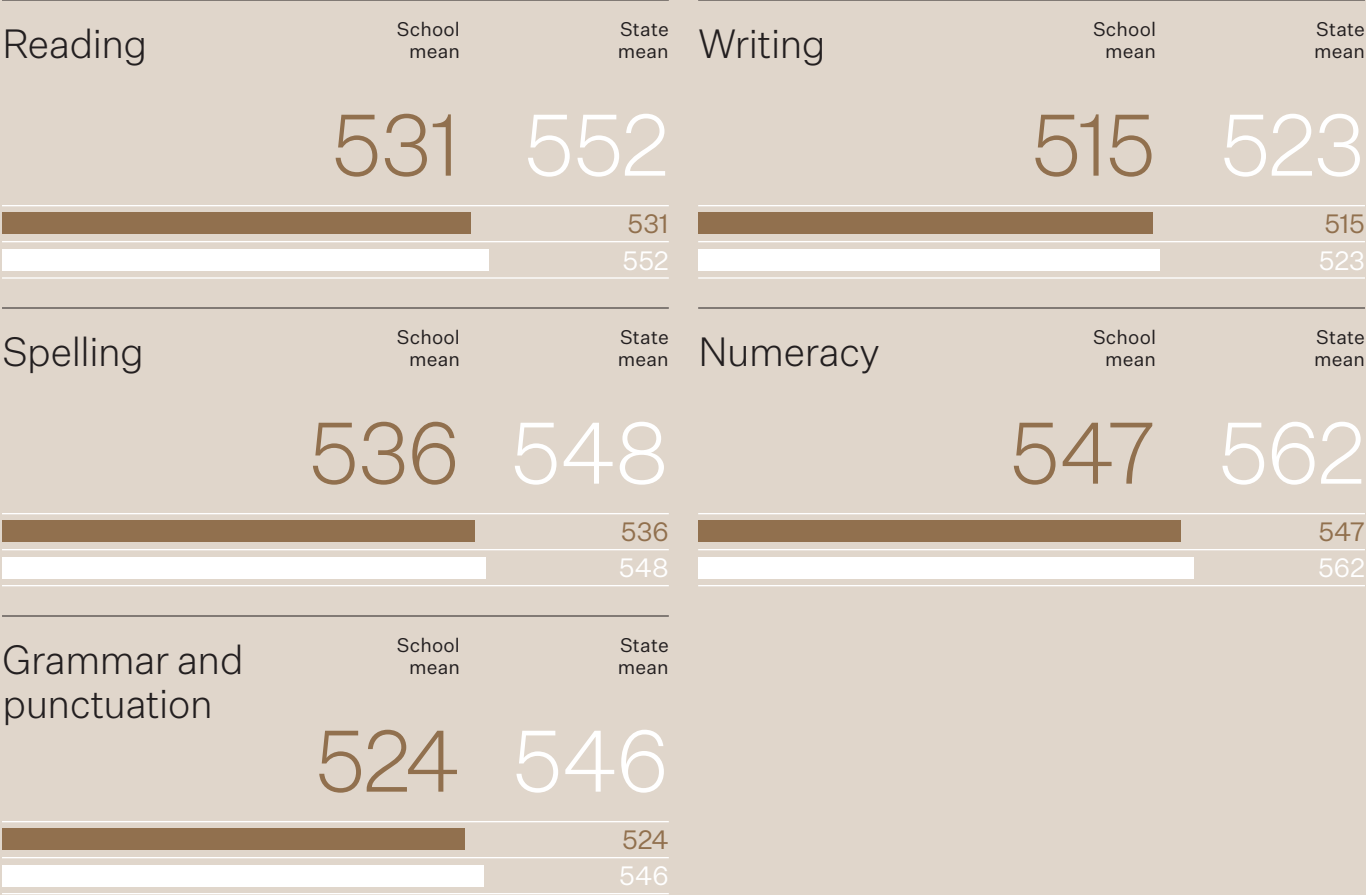 Reading
School
mean
State
mean
531
552
531
552
Writing
School
mean
State
mean
515
523
515
523
Spelling
School
mean
State
mean
536
548
536
548
Numeracy
School
mean
State
mean
547
562
547
562
Grammar and
punctuation
School
mean
State
mean
524
546
524
546